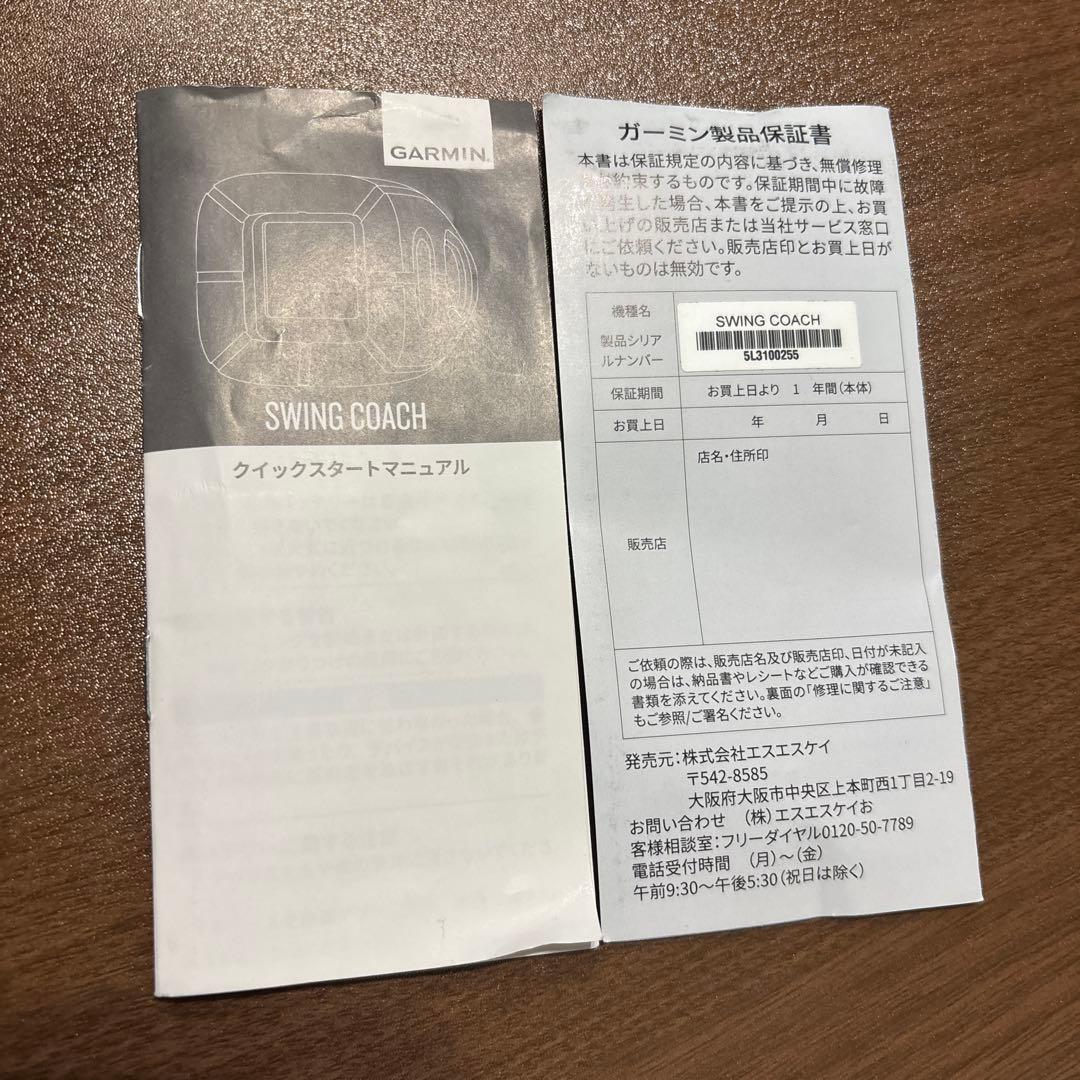 GARMIN
SWING COACH
クイックスタートマニュアル
ガーミン製品保証書
本書は保証規定の内容に基づき、無償修理
お約束するものです。保証期間中に故障
発生した場合、本書をご提示の上、お買
い上げの販売店または当社サービス窓口
にご依頼ください。販売店印とお買上日が
ないものは無効です。
機種名
SWING COACH
製品シリア
ルナンバー
5L3100255
保証期間
お買上日より 1 年間(本体)
お買上日
年 月 日
販売店
店名・住所印
ご依頼の際は、販売店名及び販売店印、日付が未記入
の場合は、納品書やレシートなどご購入が確認できる
書類を添えてください。裏面の「修理に関するご注意」
もご参照/ご署名ください。
発売元:株式会社エスエスケイ
〒542-8585
大阪府大阪市中央区上本町西1丁目2-19
お問い合わせ (株)エスエスケイお
客様相談室:フリーダイヤル0120-50-7789
電話受付時間 (月)～(金)
午前9:30～午後5:30(祝日は除く)